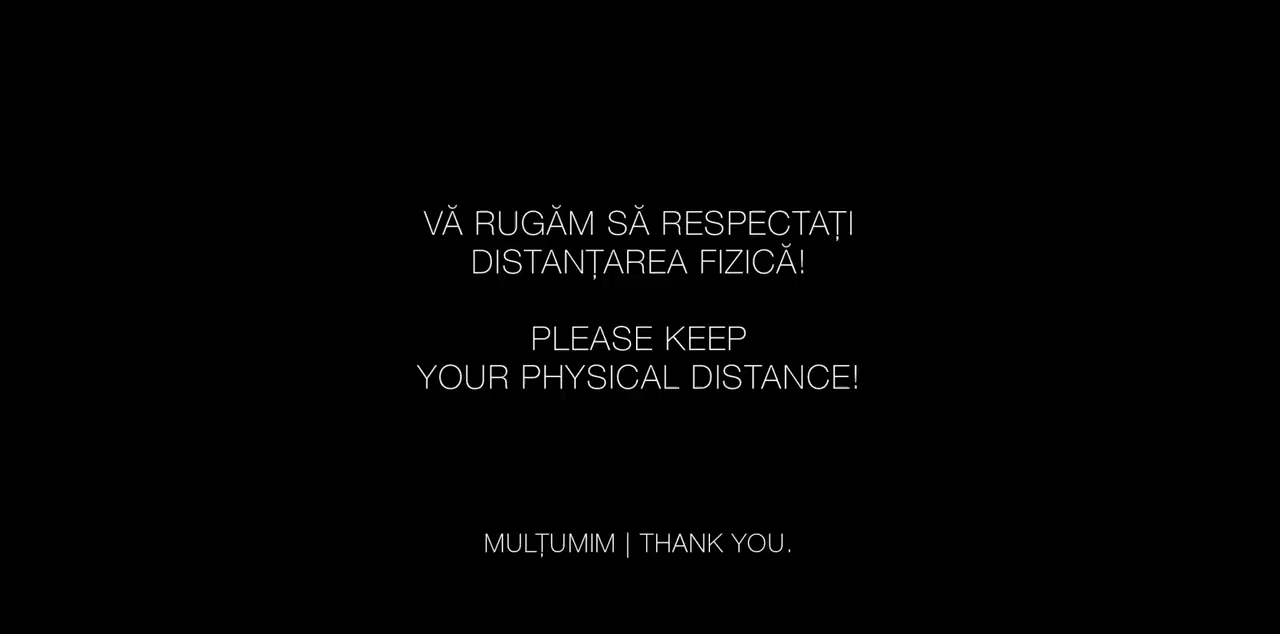 VĂ RUGĂM SĂ RESPECTAȚI
DISTANȚAREA FIZICĂ!
PLEASE KEEP
YOUR PHYSICAL DISTANCE!
MULȚUMIM | THANK YOU.